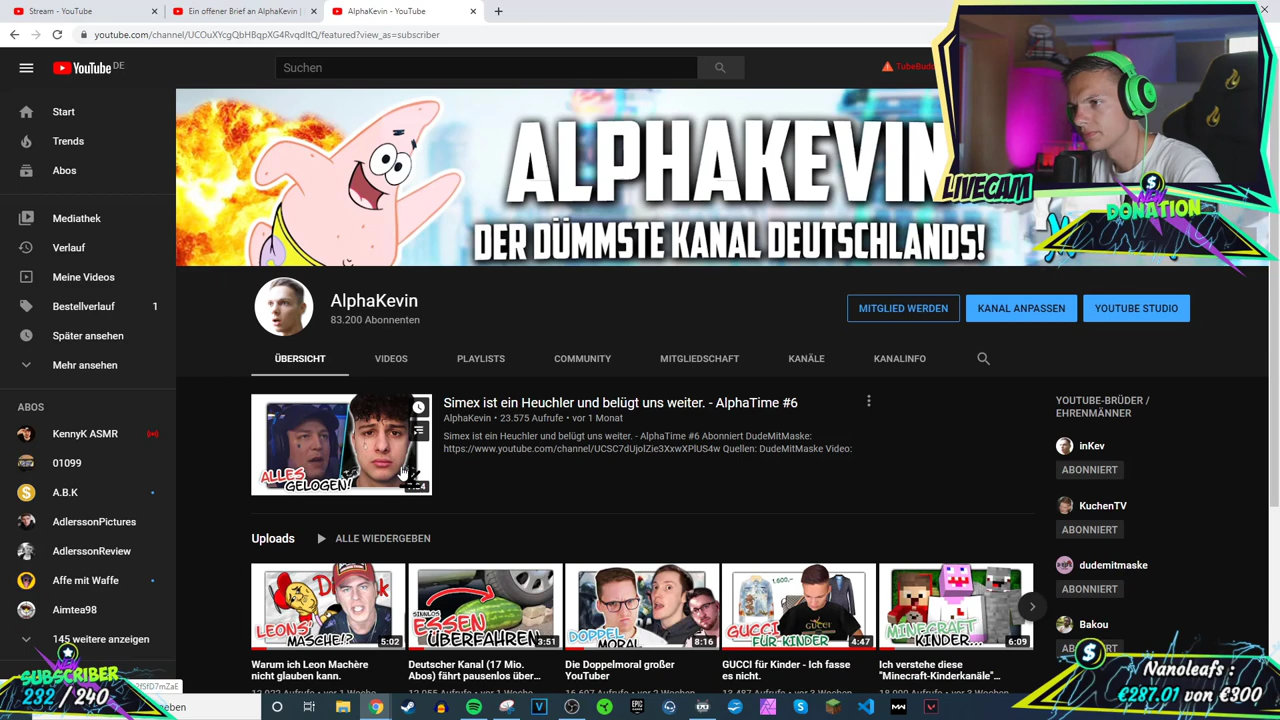 Stream - YouTube
Ein offener Brief an AlphaKevin |
AlphaKevin - YouTube
youtube.com/channel/UCOuXYcgQbHBqpXG4RvqdItQ/featured?view_as=subscriber
YouTube DE
Suchen
TubeBud
Start
Trends
Abos
Mediathek
Verlauf
Meine Videos
Bestellverlauf 1
Später ansehen
Mehr ansehen
ABOS
KennyK ASMR
01099
A.B.K
AdlerssonPictures
AdlerssonReview
Affe mit Waffe
Aimtea98
145 weitere anzeigen
ALPHAKEVIN
DER DÜMMSTE KANAL DEUTSCHLANDS!
LIVECAM
NEW
DONATION
AlphaKevin
83.200 Abonnenten
MITGLIED WERDEN
KANAL ANPASSEN
YOUTUBE STUDIO
ÜBERSICHT
VIDEOS
PLAYLISTS
COMMUNITY
MITGLIEDSCHAFT
KANÄLE
KANALINFO
ALLES
GELOGEN!
Simex ist ein Heuchler und belügt uns weiter. - AlphaTime #6
AlphaKevin • 23.575 Aufrufe • vor 1 Monat
Simex ist ein Heuchler und belügt uns weiter. - AlphaTime #6 Abonniert DudeMitMaske:
https://www.youtube.com/channel/UCSC7dUjolZie3XxwXPlUS4w Quellen: DudeMitMaske Video:
YOUTUBE-BRÜDER /
EHRENMÄNNER
inKev
ABONNIERT
KuchenTV
ABONNIERT
dudemitmaske
ABONNIERT
Bakou
Uploads
ALLE WIEDERGEBEN
LEONS'
MASCHE!?
5:02
SINNLOS
ESSEN
ÜBERFAHREN
3:51
DOPPEL
MORAL
8:16
1.600,-
GUCCI
FÜR KINDER
4:47
MINECRAFT
KINDER...
6:09
Warum ich Leon Machère
nicht glauben kann.
Deutscher Kanal (17 Mio.
Abos) fährt pausenlos über...
Die Doppelmoral großer
YouTuber
GUCCI für Kinder - Ich fasse
es nicht.
Ich verstehe diese
"Minecraft-Kinderkanäle"...
NEW
SUBSCRIBER
232 / 240
Nanoleafs :
€287.01 von €300